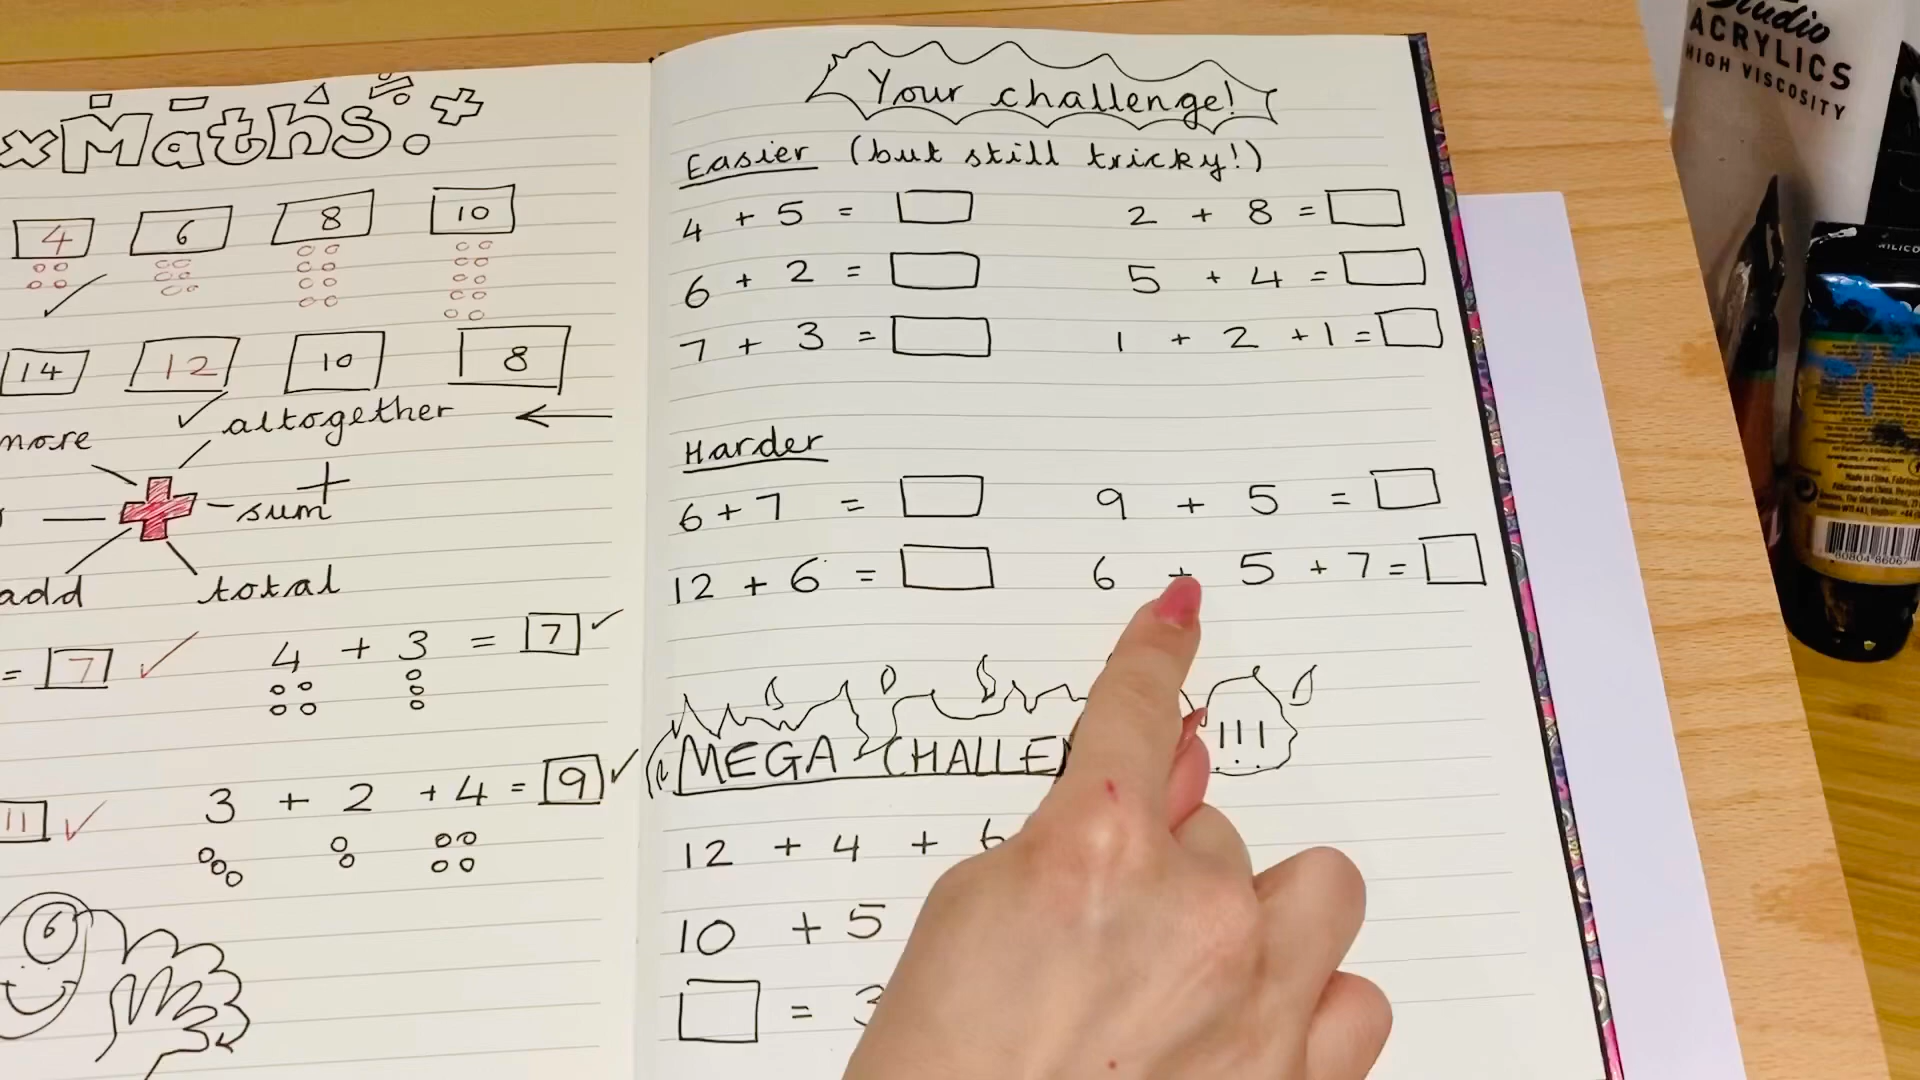 x Maths. +
4 6 8 10
14 12 10 8
more altogether
+
sum
add total
= 7 4 + 3 = 7
11 3 + 2 + 4 = 9
6
Your challenge!
Easier (but still tricky!)
4 + 5 = 2 + 8 =
6 + 2 = 5 + 4 =
7 + 3 = 1 + 2 + 1 =
Harder
6 + 7 = 9 + 5 =
12 + 6 = 6 + 5 + 7 =
MEGA CHALLEN !!!
12 + 4 + 6
10 + 5
= 3
Studio
ACRYLICS
HIGH VISCOSITY